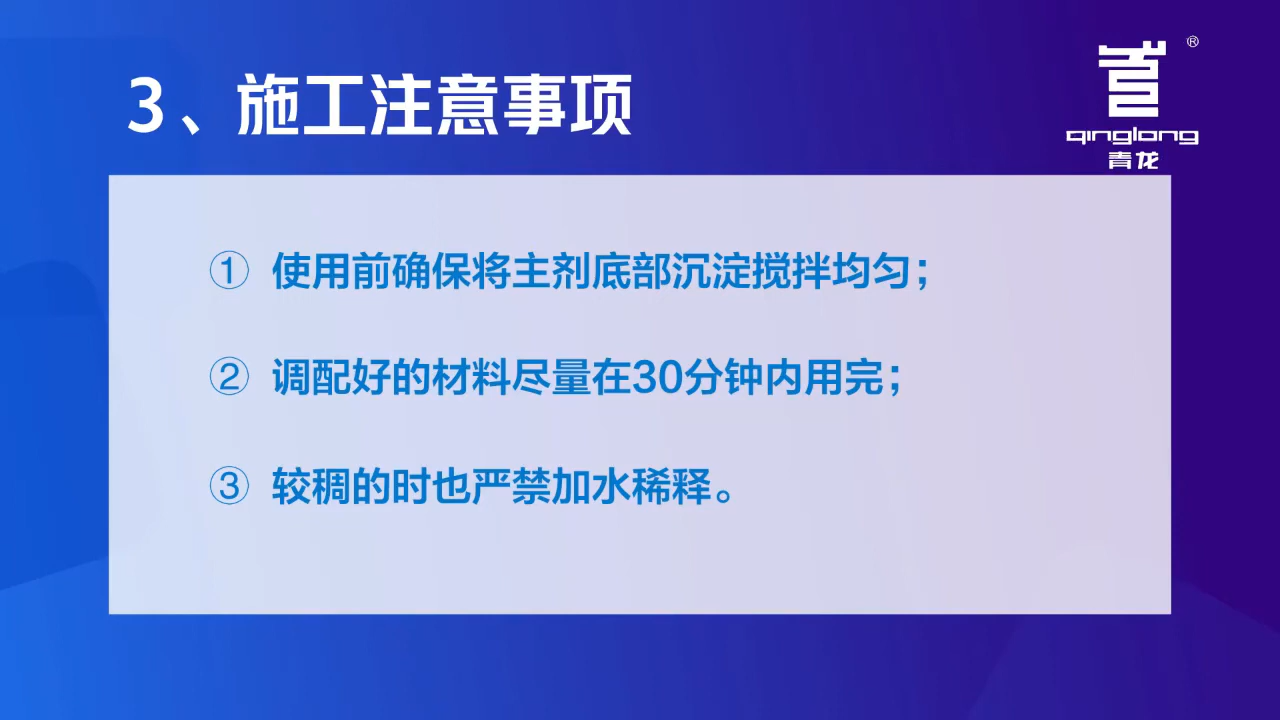 3、施工注意事项
®
qinglong
青龙
① 使用前确保将主剂底部沉淀搅拌均匀；
② 调配好的材料尽量在30分钟内用完；
③ 较稠的时也严禁加水稀释。